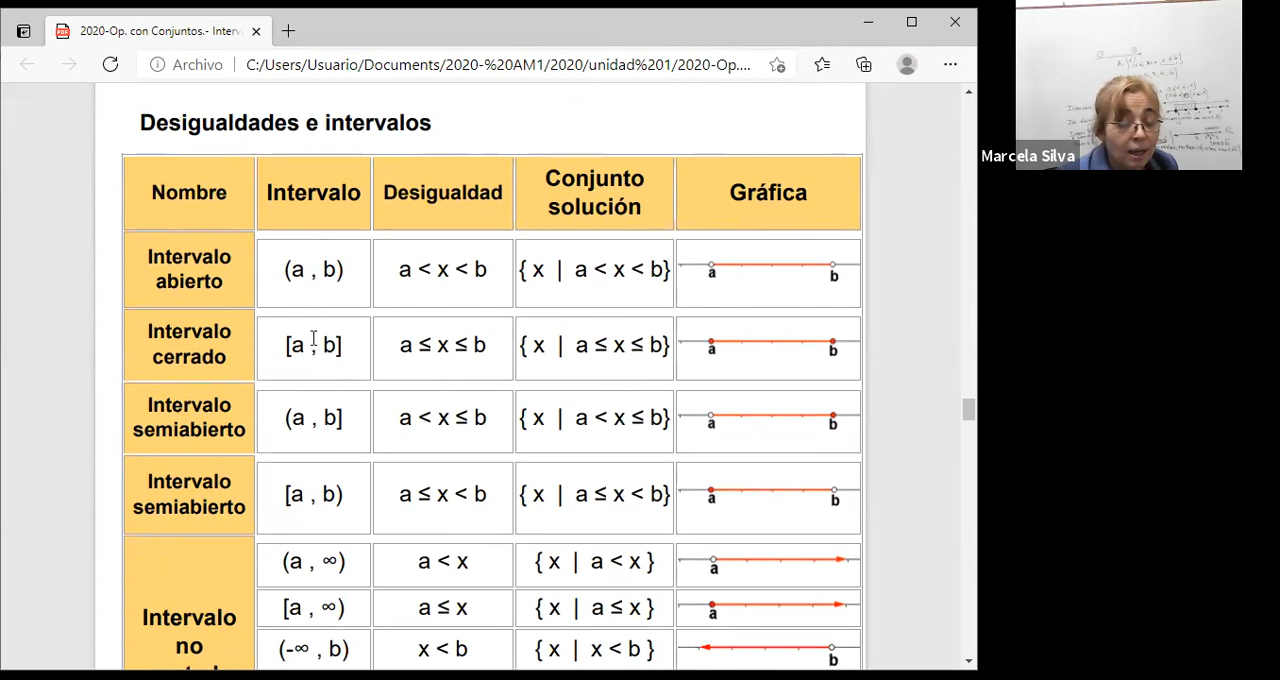 2020-Op. con Conjuntos.- Interv
Archivo
C:/Users/Usuario/Documents/2020-%20AM1/2020/unidad%201/2020-Op....
Marcela Silva
Desigualdades e intervalos
Nombre Intervalo Desigualdad Conjunto solución Gráfica
Intervalo abierto (a , b) a < x < b { x | a < x < b} a b
Intervalo cerrado [a , b] a ≤ x ≤ b { x | a ≤ x ≤ b} a b
Intervalo semiabierto (a , b] a < x ≤ b { x | a < x ≤ b} a b
Intervalo semiabierto [a , b) a ≤ x < b { x | a ≤ x < b} a b
Intervalo no
(a , ∞) a < x { x | a < x } a
[a , ∞) a ≤ x { x | a ≤ x } a
(-∞ , b) x < b { x | x < b } b